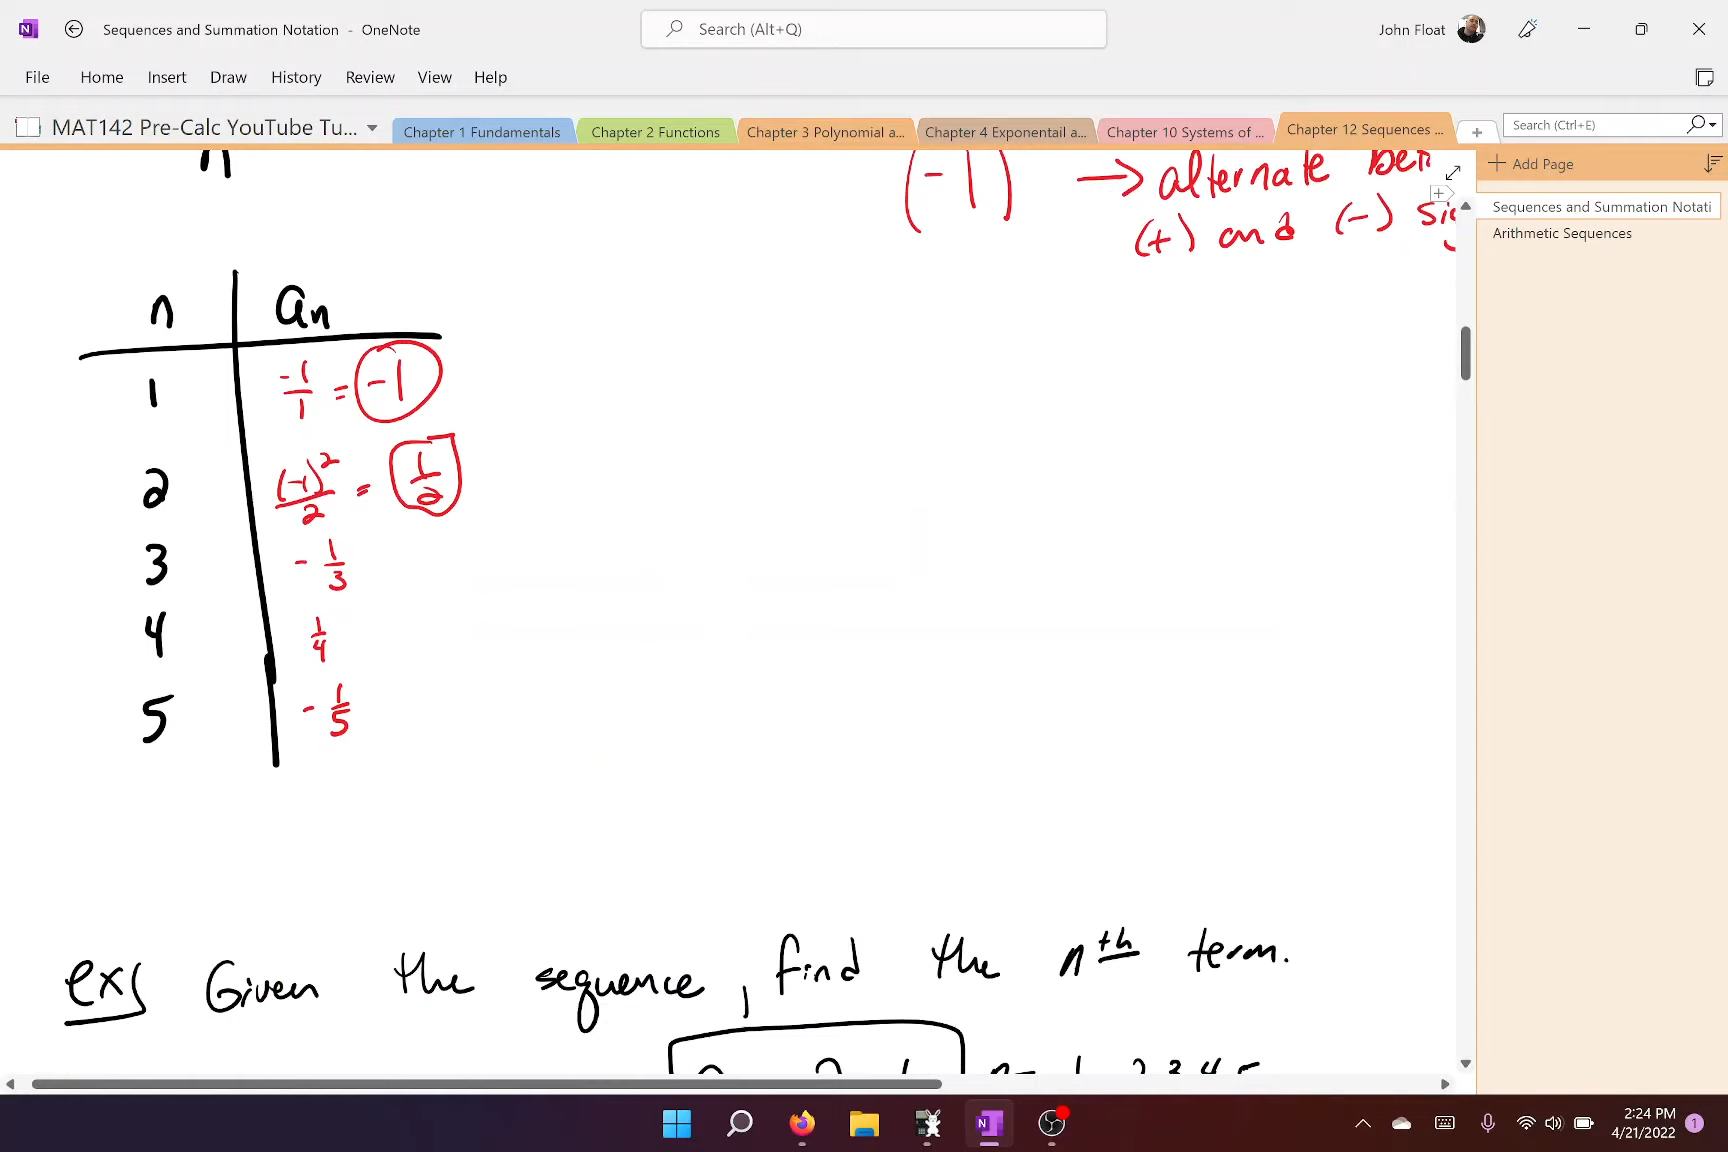 Sequences and Summation Notation - OneNote
Search (Alt+Q)
John Float
File Home Insert Draw History Review View Help
MAT142 Pre-Calc YouTube Tu...
Chapter 1 Fundamentals
Chapter 2 Functions
Chapter 3 Polynomial a...
Chapter 4 Exponentail a...
Chapter 10 Systems of ...
Chapter 12 Sequences ...
Search (Ctrl+E)
Add Page
Sequences and Summation Notati
Arithmetic Sequences
n
(-1) → alternate
(+) and (-)
n aₙ
1 -1/1 = -1
2 (-1)²/2 = 1/2
3 -1/3
4 1/4
5 -1/5
Given the sequence, find the nᵗʰ term.
2:24 PM
4/21/2022
1